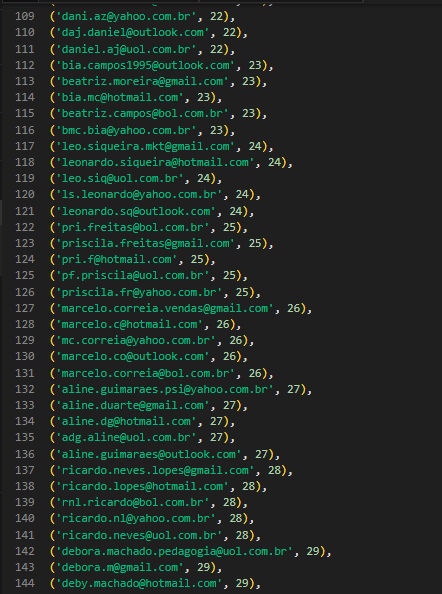 109 ('dani.az@yahoo.com.br', 22),
110 ('daj.daniel@outlook.com', 22),
111 ('daniel.aj@uol.com.br', 22),
112 ('bia.campos1995@outlook.com', 23),
113 ('beatriz.moreira@gmail.com', 23),
114 ('bia.mc@hotmail.com', 23),
115 ('beatriz.campos@bol.com.br', 23),
116 ('bmc.bia@yahoo.com.br', 23),
117 ('leo.siqueira.mkt@gmail.com', 24),
118 ('leonardo.siqueira@hotmail.com', 24),
119 ('leo.siq@uol.com.br', 24),
120 ('ls.leonardo@yahoo.com.br', 24),
121 ('leonardo.sq@outlook.com', 24),
122 ('pri.freitas@bol.com.br', 25),
123 ('priscila.freitas@gmail.com', 25),
124 ('pri.f@hotmail.com', 25),
125 ('pf.priscila@uol.com.br', 25),
126 ('priscila.fr@yahoo.com.br', 25),
127 ('marcelo.correia.vendas@gmail.com', 26),
128 ('marcelo.c@hotmail.com', 26),
129 ('mc.correia@yahoo.com.br', 26),
130 ('marcelo.co@outlook.com', 26),
131 ('marcelo.correia@bol.com.br', 26),
132 ('aline.guimaraes.psi@yahoo.com.br', 27),
133 ('aline.duarte@gmail.com', 27),
134 ('aline.dg@hotmail.com', 27),
135 ('adg.aline@uol.com.br', 27),
136 ('aline.guimaraes@outlook.com', 27),
137 ('ricardo.neves.lopes@gmail.com', 28),
138 ('ricardo.lopes@hotmail.com', 28),
139 ('rnl.ricardo@bol.com.br', 28),
140 ('ricardo.nl@yahoo.com.br', 28),
141 ('ricardo.neves@uol.com.br', 28),
142 ('debora.machado.pedagogia@uol.com.br', 29),
143 ('debora.m@gmail.com', 29),
144 ('deby.machado@hotmail.com', 29),